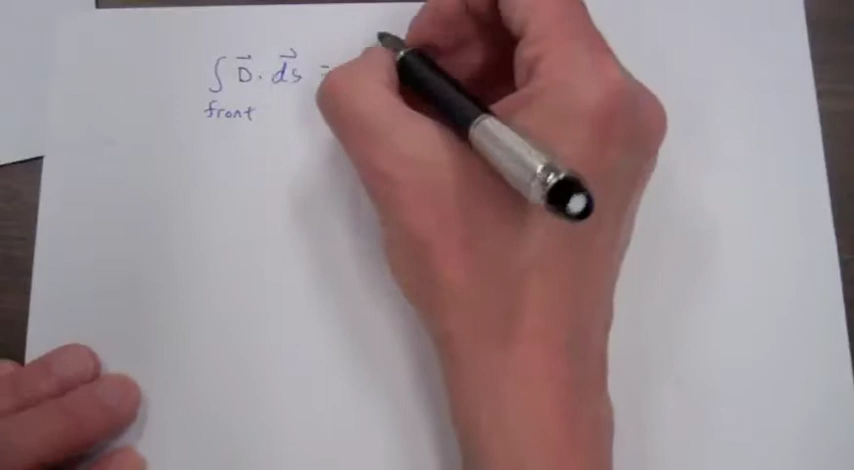 ∫ D⃗ · ds⃗ =
front